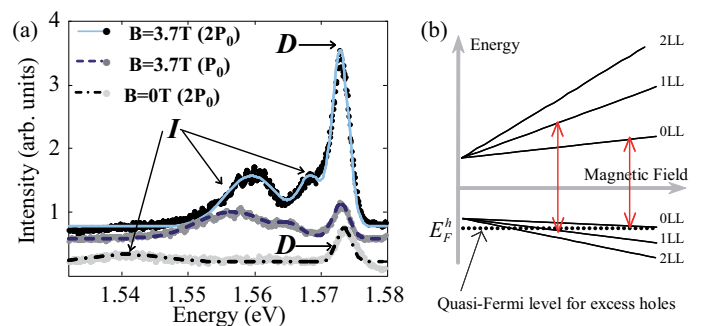 (a)
4
3
2
1
Intensity (arb. units)
B=3.7T (2P₀)
B=3.7T (P₀)
B=0T (2P₀)
D
I
D
1.54
1.55
1.56
1.57
1.58
Energy (eV)
(b)
Energy
2LL
1LL
0LL
Magnetic Field
0LL
1LL
2LL
E_F^h
Quasi-Fermi level for excess holes